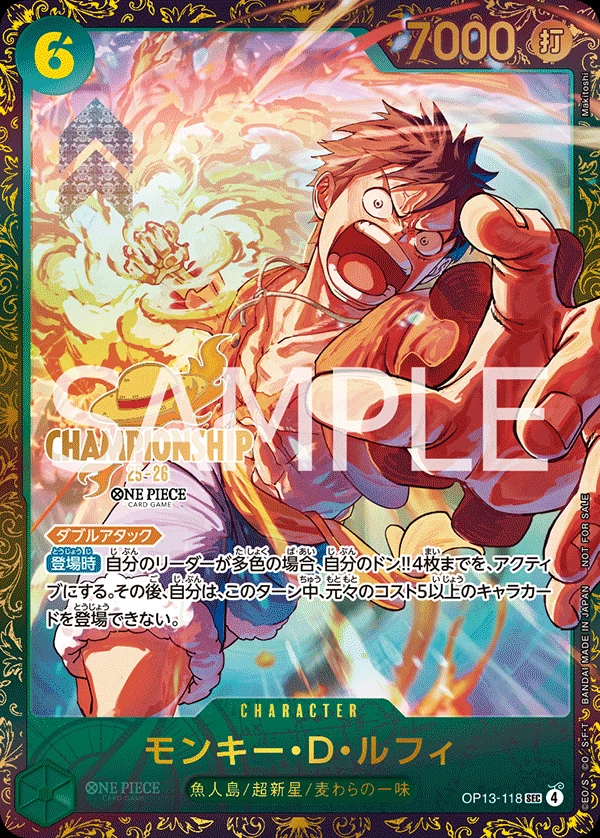 6
7000
打
Makitoshi
SAMPLE
CHAMPIONSHIP
25-26
ONE PIECE
CARD GAME
ダブルアタック
登場時 自分のリーダーが多色の場合、自分のドン!!4枚までを、アクティ
ブにする。その後、自分は、このターン中、元々のコスト5以上のキャラカー
ドを登場できない。
NOT FOR SALE
BANDAI MADE IN JAPAN
CHARACTER
モンキー・D・ルフィ
ONE PIECE
CARD GAME
魚人島/超新星/麦わらの一味
OP13-118 SEC 4